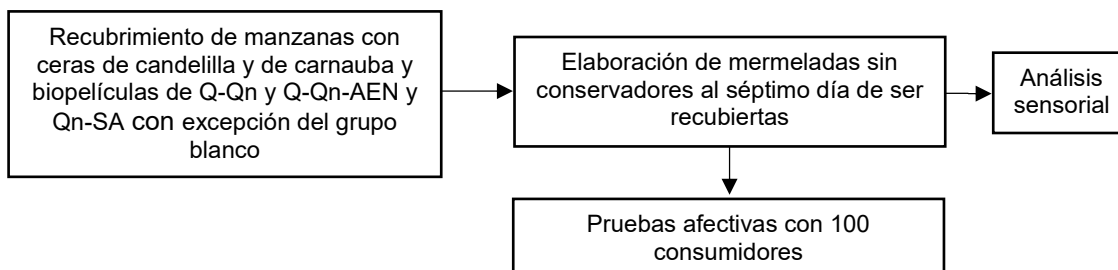 Recubrimiento de manzanas con
ceras de candelilla y de carnauba y
biopelículas de Q-Qn y Q-Qn-AEN y
Qn-SA con excepción del grupo
blanco
Elaboración de mermeladas sin
conservadores al séptimo día de ser
recubiertas
Análisis
sensorial
Pruebas afectivas con 100
consumidores